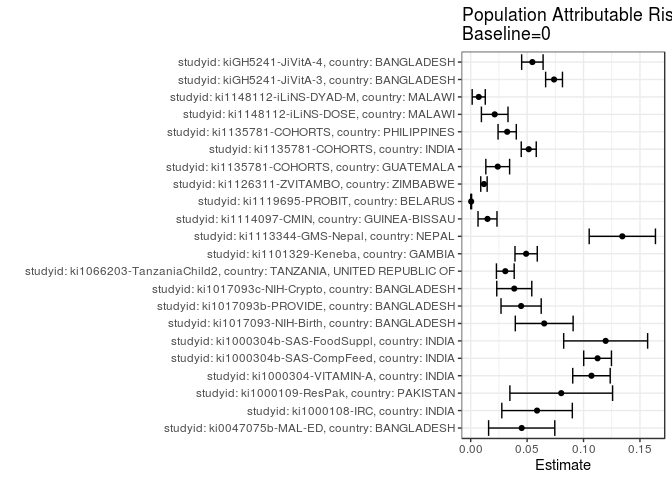 Population Attributable Ris
Baseline=0
studyid: kiGH5241-JiVitA-4, country: BANGLADESH
studyid: kiGH5241-JiVitA-3, country: BANGLADESH
studyid: ki1148112-iLiNS-DYAD-M, country: MALAWI
studyid: ki1148112-iLiNS-DOSE, country: MALAWI
studyid: ki1135781-COHORTS, country: PHILIPPINES
studyid: ki1135781-COHORTS, country: INDIA
studyid: ki1135781-COHORTS, country: GUATEMALA
studyid: ki1126311-ZVITAMBO, country: ZIMBABWE
studyid: ki1119695-PROBIT, country: BELARUS
studyid: ki1114097-CMIN, country: GUINEA-BISSAU
studyid: ki1113344-GMS-Nepal, country: NEPAL
studyid: ki1101329-Keneba, country: GAMBIA
studyid: ki1066203-TanzaniaChild2, country: TANZANIA, UNITED REPUBLIC OF
studyid: ki1017093c-NIH-Crypto, country: BANGLADESH
studyid: ki1017093b-PROVIDE, country: BANGLADESH
studyid: ki1017093-NIH-Birth, country: BANGLADESH
studyid: ki1000304b-SAS-FoodSuppl, country: INDIA
studyid: ki1000304b-SAS-CompFeed, country: INDIA
studyid: ki1000304-VITAMIN-A, country: INDIA
studyid: ki1000109-ResPak, country: PAKISTAN
studyid: ki1000108-IRC, country: INDIA
studyid: ki0047075b-MAL-ED, country: BANGLADESH
0.00 0.05 0.10 0.15
Estimate